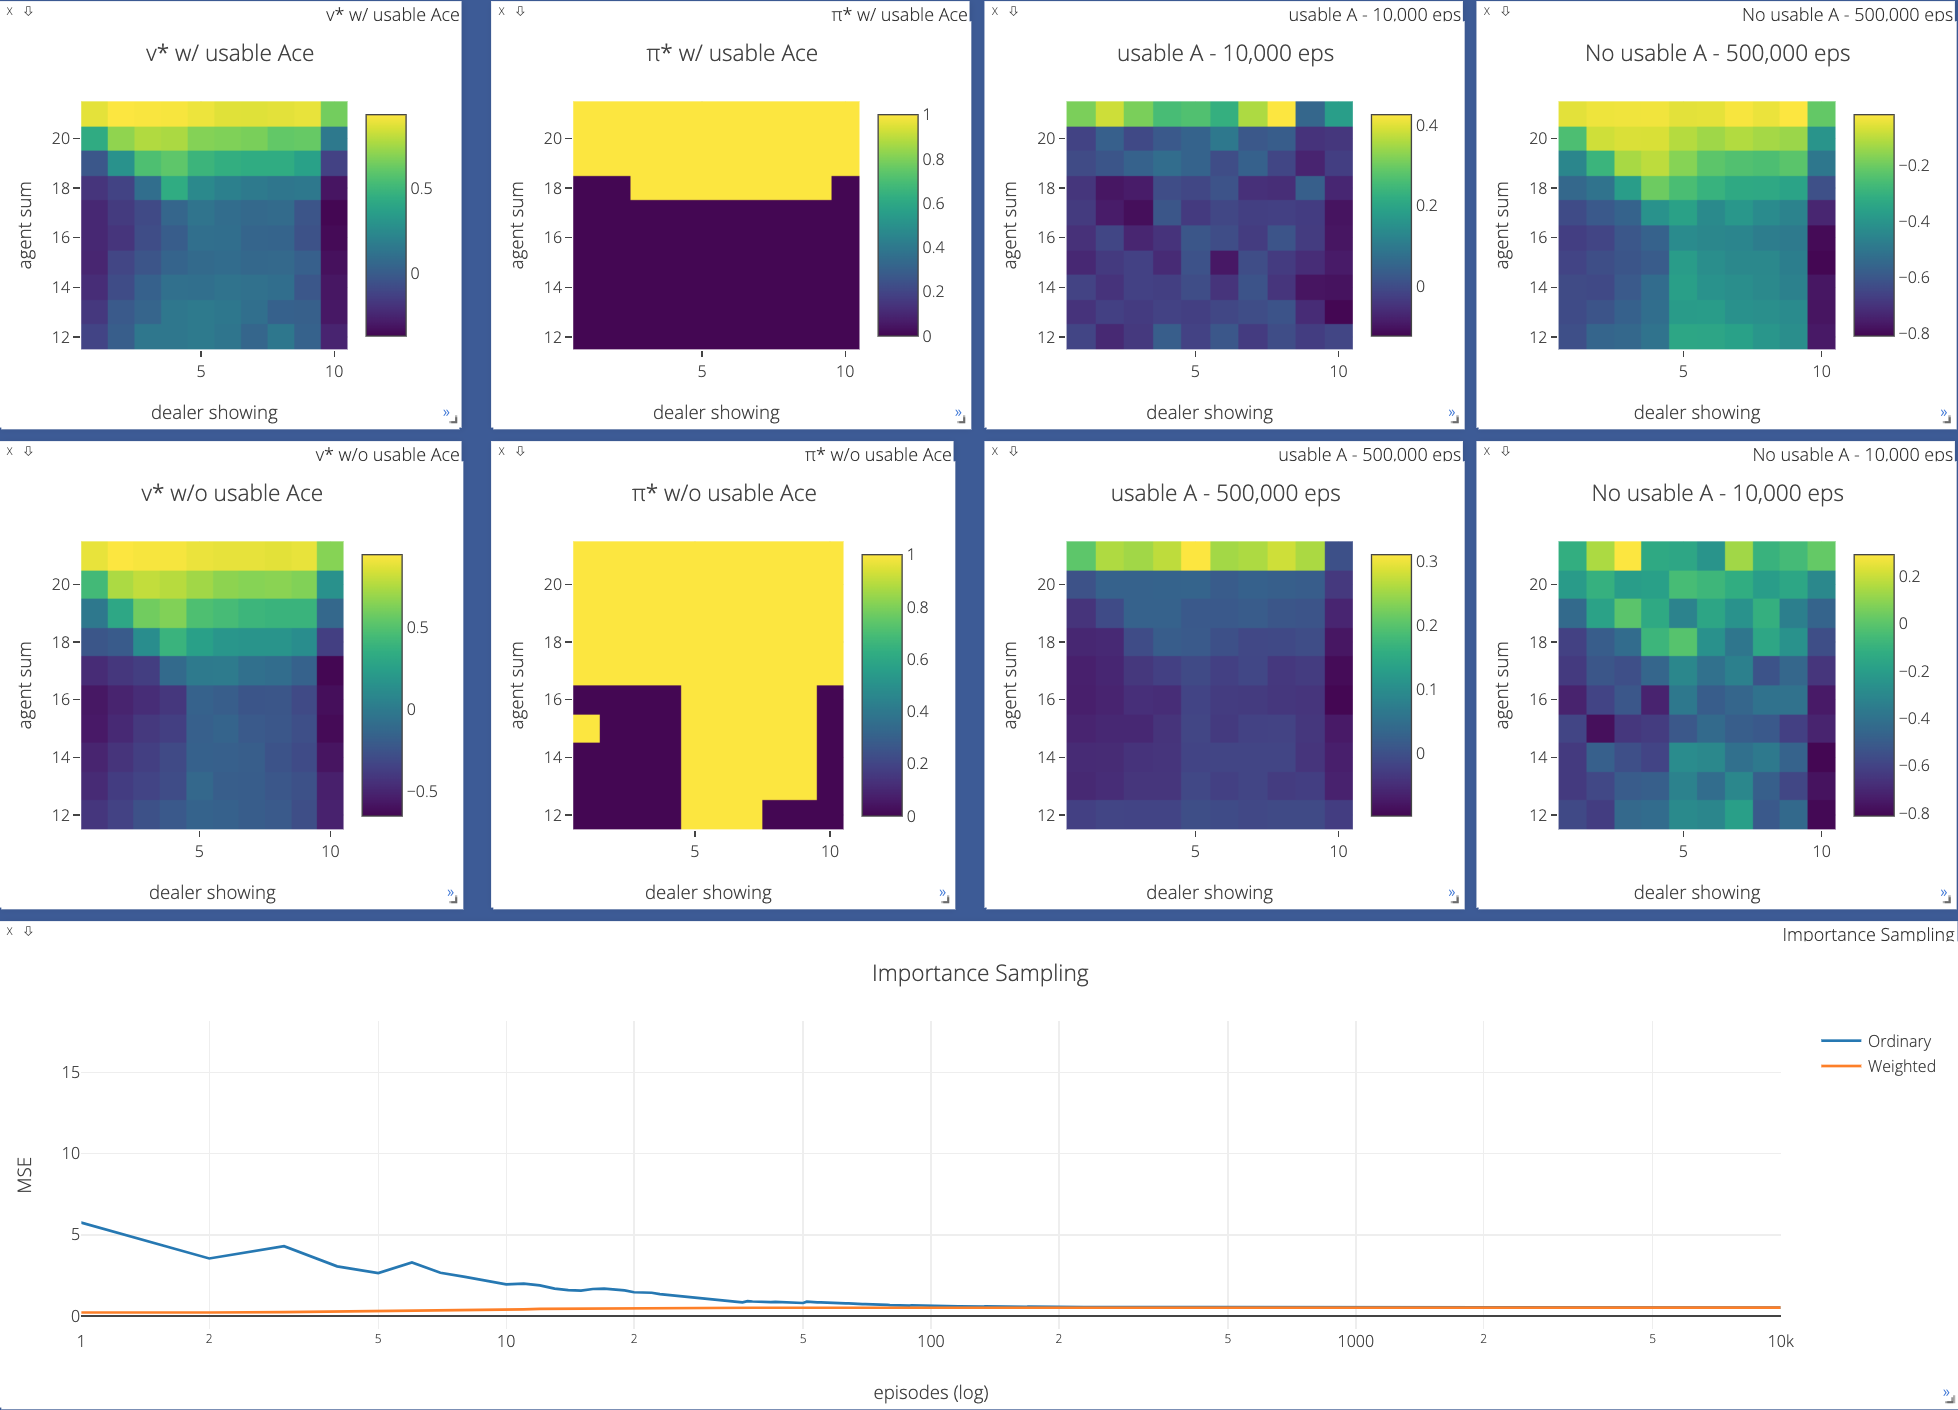 X ⇩ v* w/ usable Ace
v* w/ usable Ace
20
18
16
14
12
agent sum
5 10
dealer showing
0.5
0
»
X ⇩ π* w/ usable Ace
π* w/ usable Ace
20
18
16
14
12
agent sum
5 10
dealer showing
1
0.8
0.6
0.4
0.2
0
»
X ⇩ usable A - 10,000 eps
usable A - 10,000 eps
20
18
16
14
12
agent sum
5 10
dealer showing
0.4
0.2
0
»
X ⇩ No usable A - 500,000 eps
No usable A - 500,000 eps
20
18
16
14
12
agent sum
5 10
dealer showing
−0.2
−0.4
−0.6
−0.8
»
X ⇩ v* w/o usable Ace
v* w/o usable Ace
20
18
16
14
12
agent sum
5 10
dealer showing
0.5
0
−0.5
»
X ⇩ π* w/o usable Ace
π* w/o usable Ace
20
18
16
14
12
agent sum
5 10
dealer showing
1
0.8
0.6
0.4
0.2
0
»
X ⇩ usable A - 500,000 eps
usable A - 500,000 eps
20
18
16
14
12
agent sum
5 10
dealer showing
0.3
0.2
0.1
0
»
X ⇩ No usable A - 10,000 eps
No usable A - 10,000 eps
20
18
16
14
12
agent sum
5 10
dealer showing
0.2
0
−0.2
−0.4
−0.6
−0.8
»
X ⇩ Importance Sampling
Importance Sampling
Ordinary
Weighted
15
10
5
0
MSE
1 2 5 10 2 5 100 2 5 1000 2 5 10k
episodes (log)
»